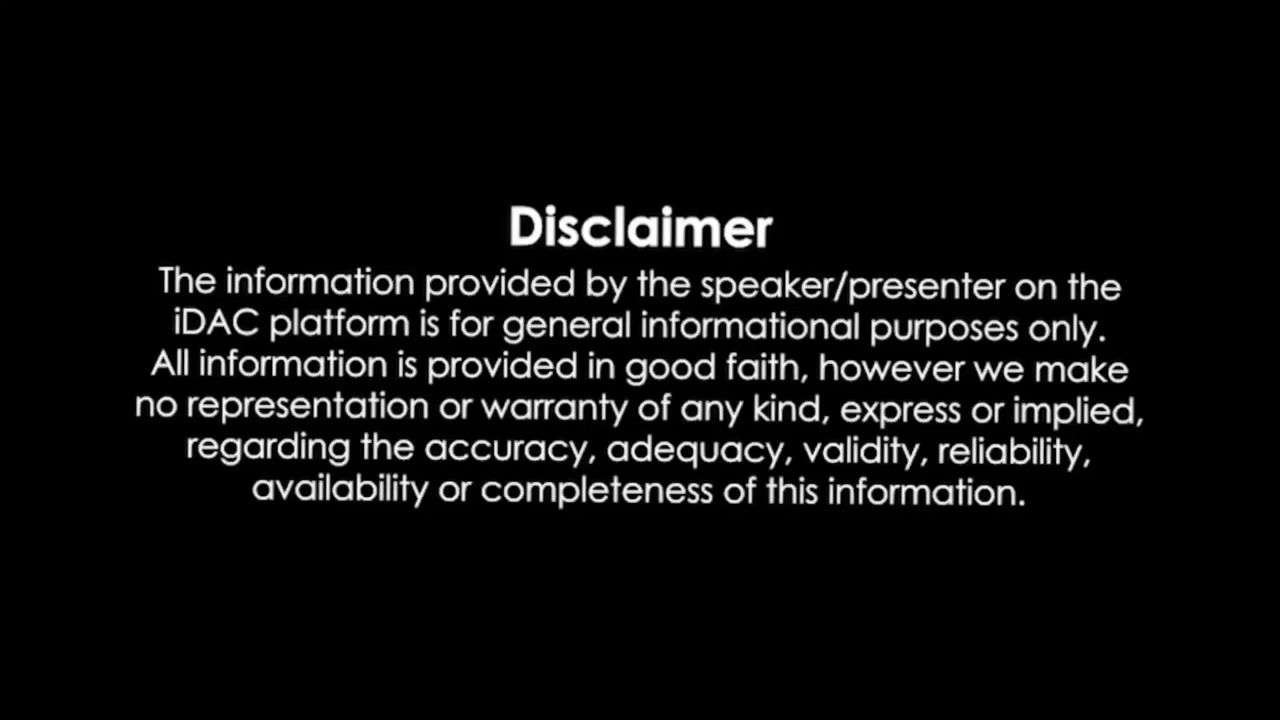 Disclaimer
The information provided by the speaker/presenter on the
iDAC platform is for general informational purposes only.
All information is provided in good faith, however we make
no representation or warranty of any kind, express or implied,
regarding the accuracy, adequacy, validity, reliability,
availability or completeness of this information.